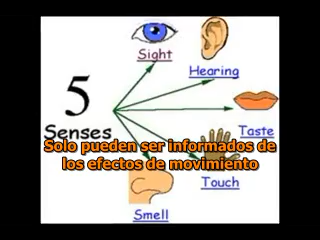 Sight
Hearing
5
Senses
Taste
Solo pueden ser informados de
los efectos de movimiento
Touch
Smell